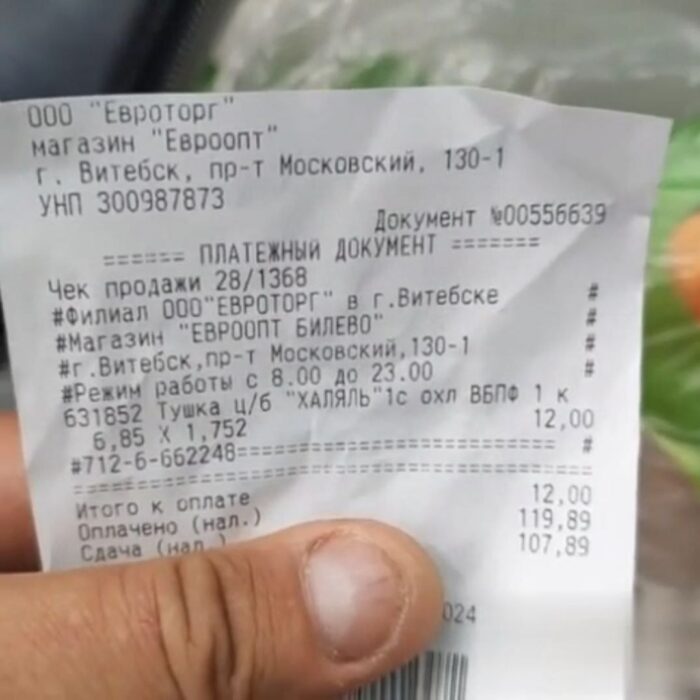 ООО "Евроторг"
магазин "Евроопт"
г. Витебск, пр-т Московский, 130-1
УНП 300987873
Документ №00556639
====== ПЛАТЕЖНЫЙ ДОКУМЕНТ =======
Чек продажи 28/1368
#Филиал ООО"ЕВРОТОРГ" в г.Витебске #
#Магазин "ЕВРООПТ БИЛЕВО" #
#г.Витебск,пр-т Московский,130-1 #
#Режим работы с 8.00 до 23.00 #
631852 Тушка ц/б "ХАЛЯЛЬ"1с охл ВБПФ 1 к
6,85 X 1,752 12,00
#712-6-662248============================= #
Итого к оплате 12,00
Оплачено (нал.) 119,89
Сдача (нал.) 107,89
024